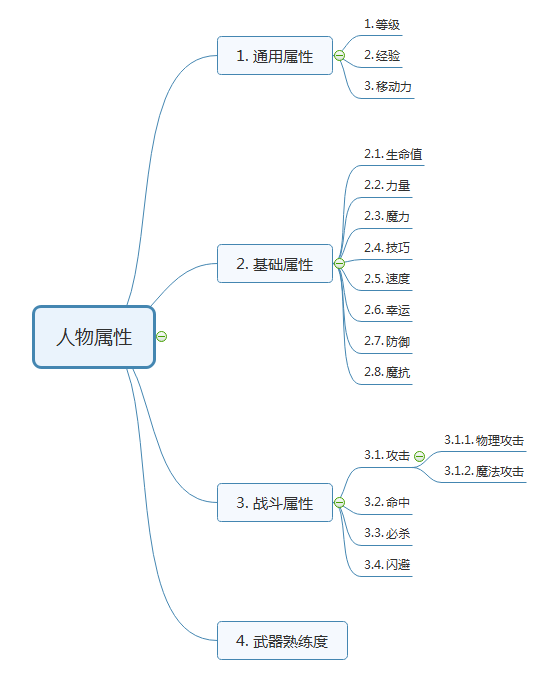 人物属性
1. 通用属性
1. 等级
2. 经验
3. 移动力
2. 基础属性
2.1. 生命值
2.2. 力量
2.3. 魔力
2.4. 技巧
2.5. 速度
2.6. 幸运
2.7. 防御
2.8. 魔抗
3. 战斗属性
3.1. 攻击
3.1.1. 物理攻击
3.1.2. 魔法攻击
3.2. 命中
3.3. 必杀
3.4. 闪避
4. 武器熟练度